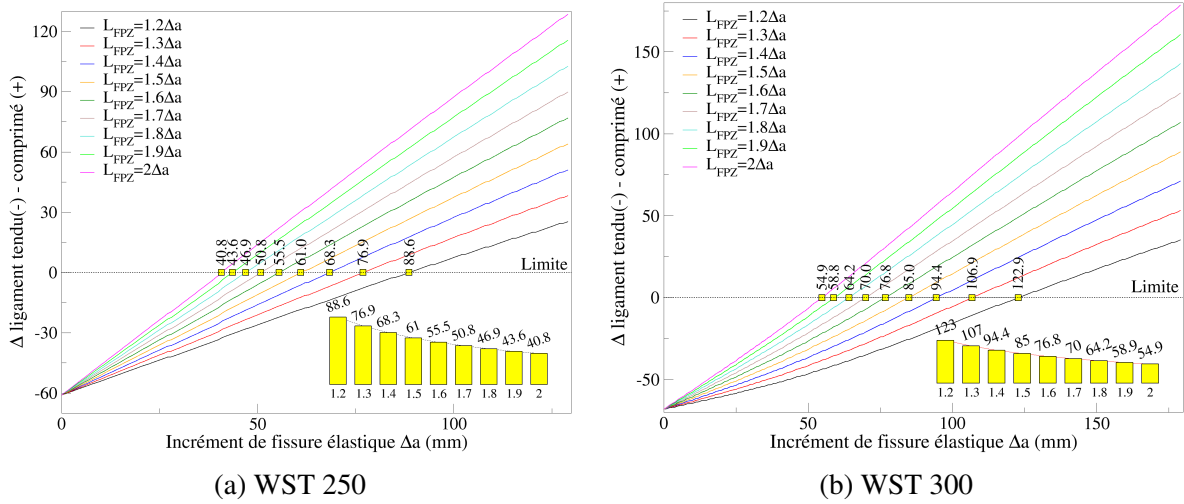 120
90
60
30
0
-30
-60
Δ ligament tendu(-) - comprimé (+)
L_FPZ=1.2Δa
L_FPZ=1.3Δa
L_FPZ=1.4Δa
L_FPZ=1.5Δa
L_FPZ=1.6Δa
L_FPZ=1.7Δa
L_FPZ=1.8Δa
L_FPZ=1.9Δa
L_FPZ=2Δa
40.8 43.6 46.9 50.8 55.5 61.0 68.3 76.9 88.6
Limite
88.6 76.9 68.3 61 55.5 50.8 46.9 43.6 40.8
1.2 1.3 1.4 1.5 1.6 1.7 1.8 1.9 2
0 50 100
Incrément de fissure élastique Δa (mm)
(a) WST 250
150
100
50
0
-50
Δ ligament tendu(-) - comprimé (+)
L_FPZ=1.2Δa
L_FPZ=1.3Δa
L_FPZ=1.4Δa
L_FPZ=1.5Δa
L_FPZ=1.6Δa
L_FPZ=1.7Δa
L_FPZ=1.8Δa
L_FPZ=1.9Δa
L_FPZ=2Δa
54.9 58.8 64.2 70.0 76.8 85.0 94.4 106.9 122.9
Limite
123 107 94.4 85 76.8 70 64.2 58.9 54.9
1.2 1.3 1.4 1.5 1.6 1.7 1.8 1.9 2
0 50 100 150
Incrément de fissure élastique Δa (mm)
(b) WST 300